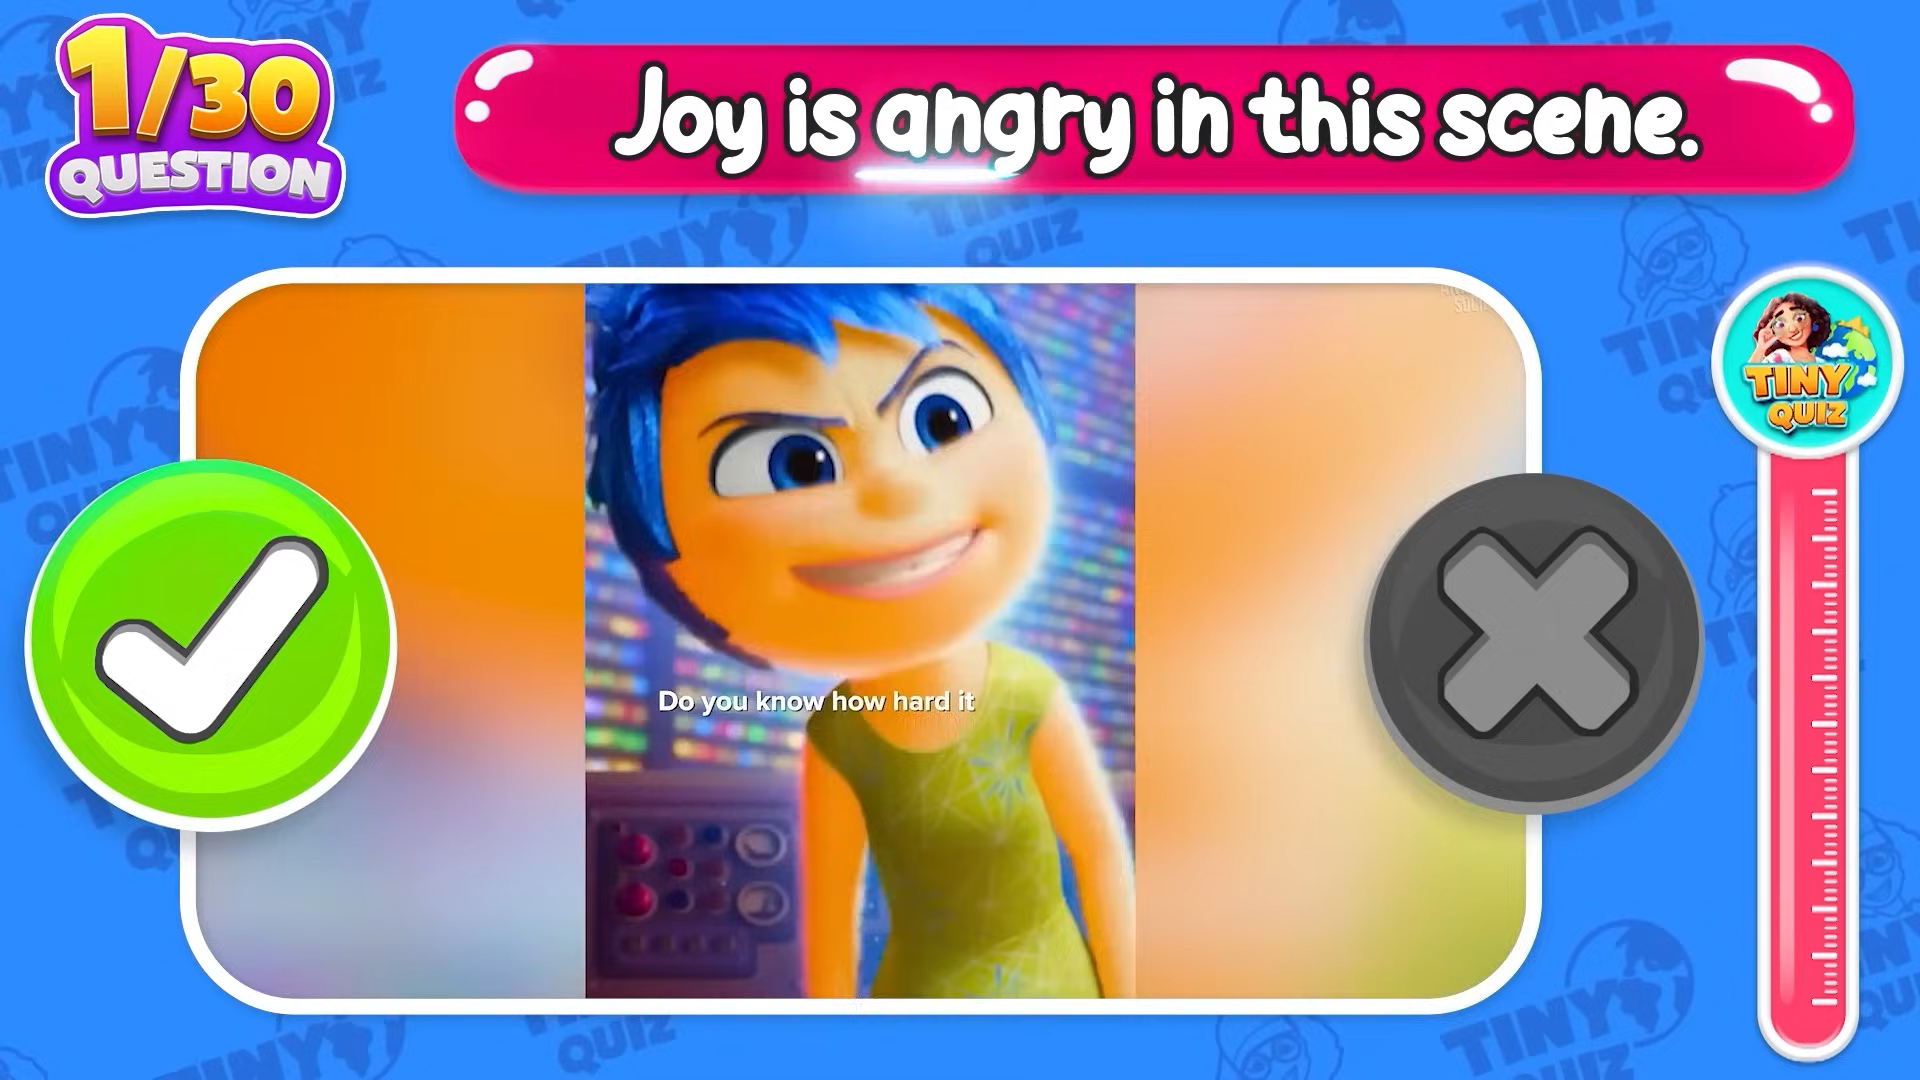 1/30
QUESTION
Joy is angry in this scene.
TINY
QUIZ
Do you know how hard it